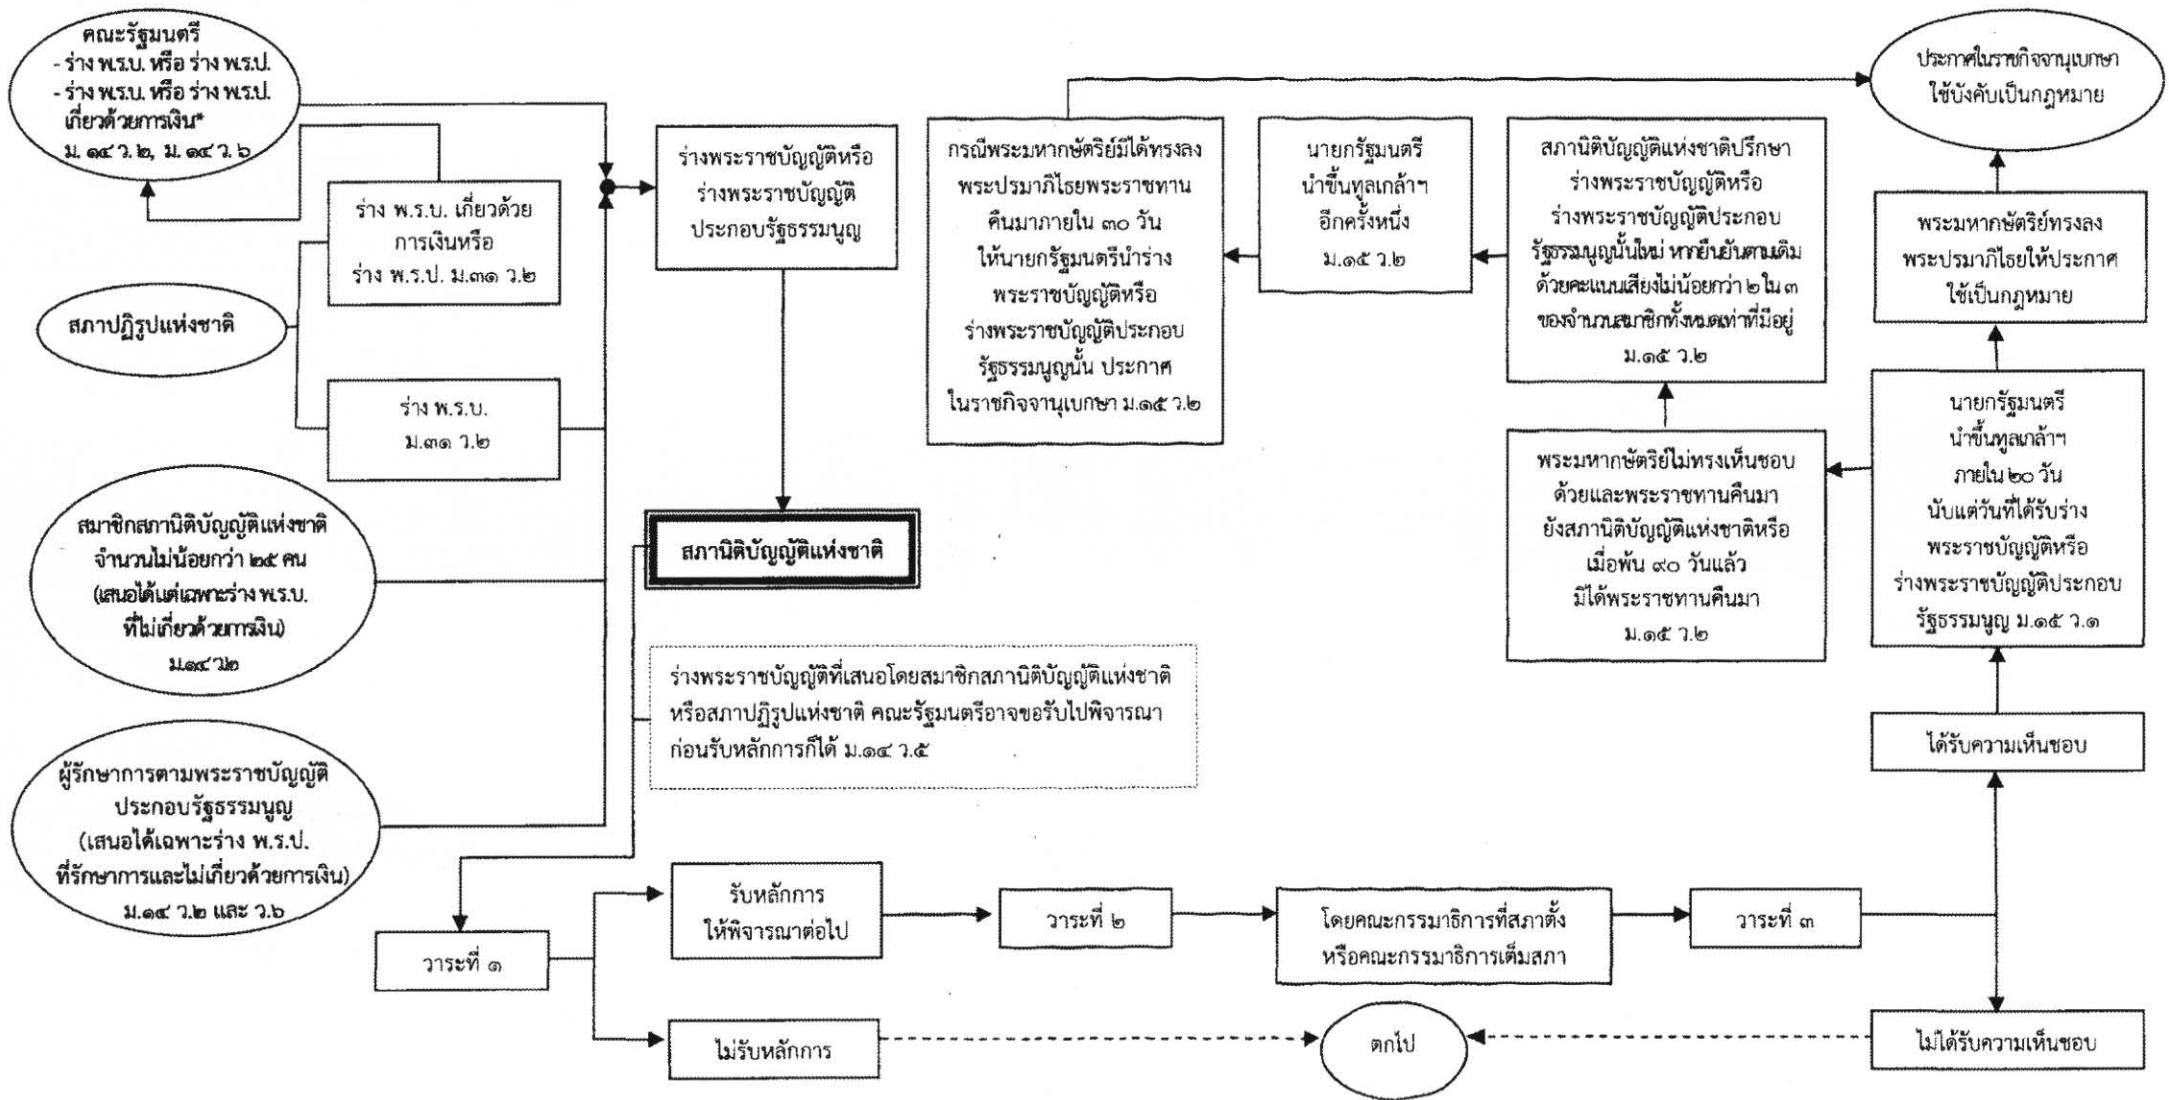 คณะรัฐมนตรี
- ร่าง พ.ร.บ. หรือ ร่าง พ.ร.ป.
- ร่าง พ.ร.บ. หรือ ร่าง พ.ร.ป.
เกี่ยวด้วยการเงิน*
ม. ๑๔ ว. ๒, ม. ๑๔ ว. ๖
ร่าง พ.ร.บ. เกี่ยวด้วย
การเงินหรือ
ร่าง พ.ร.ป. ม.๓๑ ว.๒
สภาปฏิรูปแห่งชาติ
ร่าง พ.ร.บ.
ม.๓๑ ว.๒
สมาชิกสภานิติบัญญัติแห่งชาติ
จำนวนไม่น้อยกว่า ๒๕ คน
(เสนอได้แต่เฉพาะร่าง พ.ร.บ.
ที่ไม่เกี่ยวด้วยการเงิน)
ม.๑๔ ว.๒
ผู้รักษาการตามพระราชบัญญัติ
ประกอบรัฐธรรมนูญ
(เสนอได้เฉพาะร่าง พ.ร.ป.
ที่รักษาการและไม่เกี่ยวด้วยการเงิน)
ม.๑๔ ว.๒ และ ว.๖
ร่างพระราชบัญญัติหรือ
ร่างพระราชบัญญัติ
ประกอบรัฐธรรมนูญ
สภานิติบัญญัติแห่งชาติ
ร่างพระราชบัญญัติที่เสนอโดยสมาชิกสภานิติบัญญัติแห่งชาติ
หรือสภาปฏิรูปแห่งชาติ คณะรัฐมนตรีอาจขอรับไปพิจารณา
ก่อนรับหลักการก็ได้ ม.๑๔ ว.๕
วาระที่ ๑
รับหลักการ
ให้พิจารณาต่อไป
ไม่รับหลักการ
วาระที่ ๒
โดยคณะกรรมาธิการที่สภาตั้ง
หรือคณะกรรมาธิการเต็มสภา
วาระที่ ๓
ตกไป
ไม่ได้รับความเห็นชอบ
ได้รับความเห็นชอบ
นายกรัฐมนตรี
นำขึ้นทูลเกล้าฯ
ภายใน ๒๐ วัน
นับแต่วันที่ได้รับร่าง
พระราชบัญญัติหรือ
ร่างพระราชบัญญัติประกอบ
รัฐธรรมนูญ ม.๑๕ ว.๑
พระมหากษัตริย์ทรงลง
พระปรมาภิไธยให้ประกาศ
ใช้เป็นกฎหมาย
ประกาศในราชกิจจานุเบกษา
ใช้บังคับเป็นกฎหมาย
พระมหากษัตริย์ไม่ทรงเห็นชอบ
ด้วยและพระราชทานคืนมา
ยังสภานิติบัญญัติแห่งชาติหรือ
เมื่อพ้น ๙๐ วันแล้ว
มิได้พระราชทานคืนมา
ม.๑๕ ว.๒
สภานิติบัญญัติแห่งชาติปรึกษา
ร่างพระราชบัญญัติหรือ
ร่างพระราชบัญญัติประกอบ
รัฐธรรมนูญนั้นใหม่ หากยืนยันตามเดิม
ด้วยคะแนนเสียงไม่น้อยกว่า ๒ ใน ๓
ของจำนวนสมาชิกทั้งหมดเท่าที่มีอยู่
ม.๑๕ ว.๒
นายกรัฐมนตรี
นำขึ้นทูลเกล้าฯ
อีกครั้งหนึ่ง
ม.๑๕ ว.๒
กรณีพระมหากษัตริย์มิได้ทรงลง
พระปรมาภิไธยพระราชทาน
คืนมาภายใน ๓๐ วัน
ให้นายกรัฐมนตรีนำร่าง
พระราชบัญญัติหรือ
ร่างพระราชบัญญัติประกอบ
รัฐธรรมนูญนั้น ประกาศ
ในราชกิจจานุเบกษา ม.๑๕ ว.๒